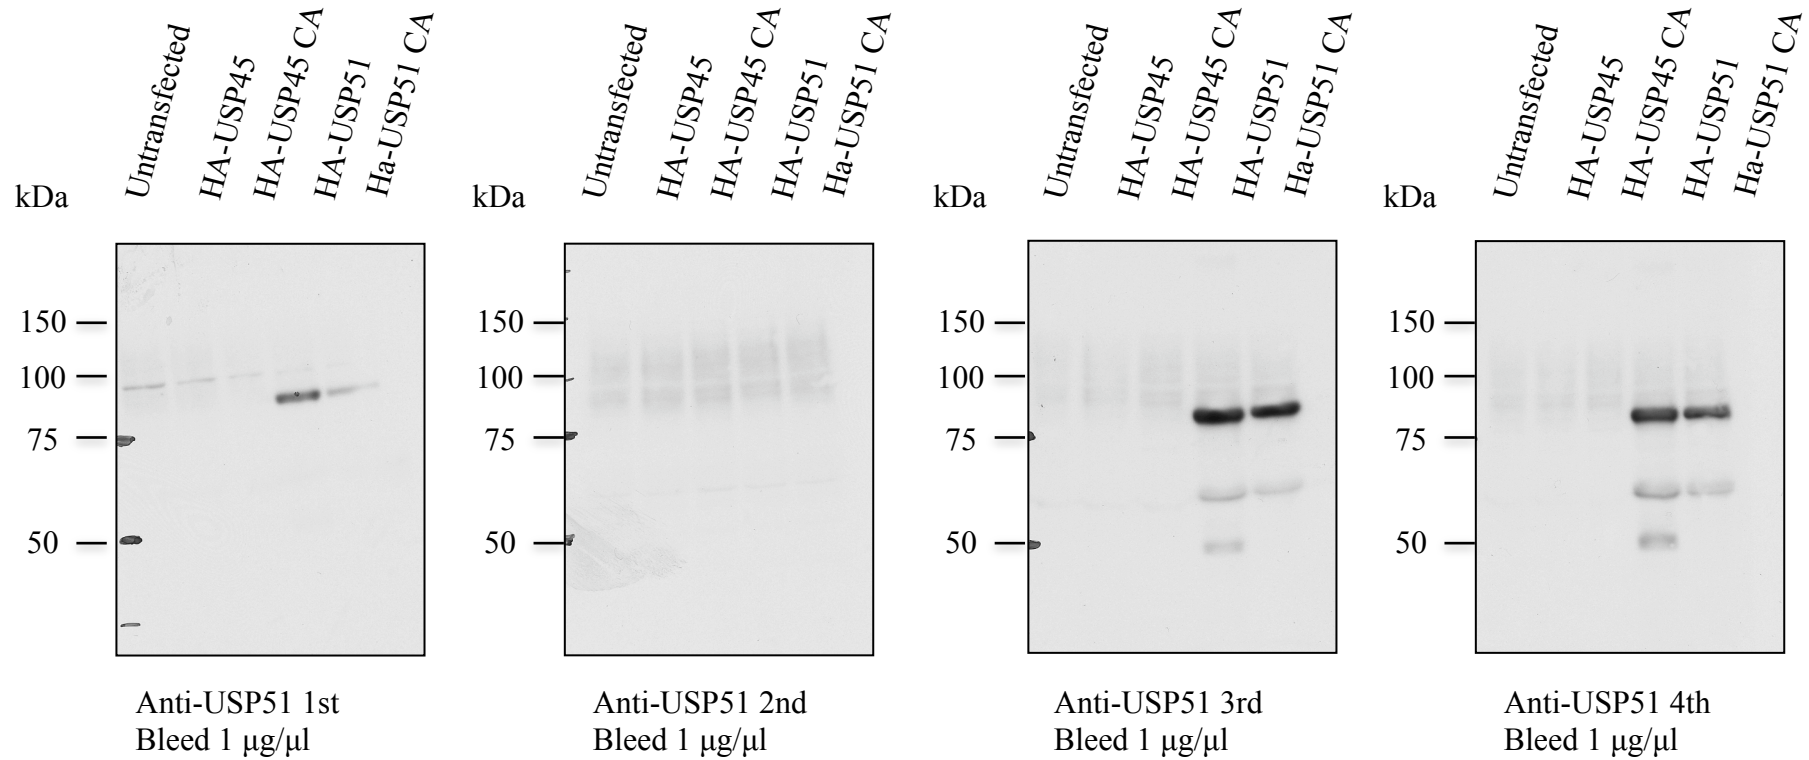 Untransfected
HA-USP45
HA-USP45 CA
HA-USP51
Ha-USP51 CA
kDa
150
100
75
50
Anti-USP51 1st
Bleed 1 μg/μl
Untransfected
HA-USP45
HA-USP45 CA
HA-USP51
Ha-USP51 CA
kDa
150
100
75
50
Anti-USP51 2nd
Bleed 1 μg/μl
Untransfected
HA-USP45
HA-USP45 CA
HA-USP51
Ha-USP51 CA
kDa
150
100
75
50
Anti-USP51 3rd
Bleed 1 μg/μl
Untransfected
HA-USP45
HA-USP45 CA
HA-USP51
Ha-USP51 CA
kDa
150
100
75
50
Anti-USP51 4th
Bleed 1 μg/μl